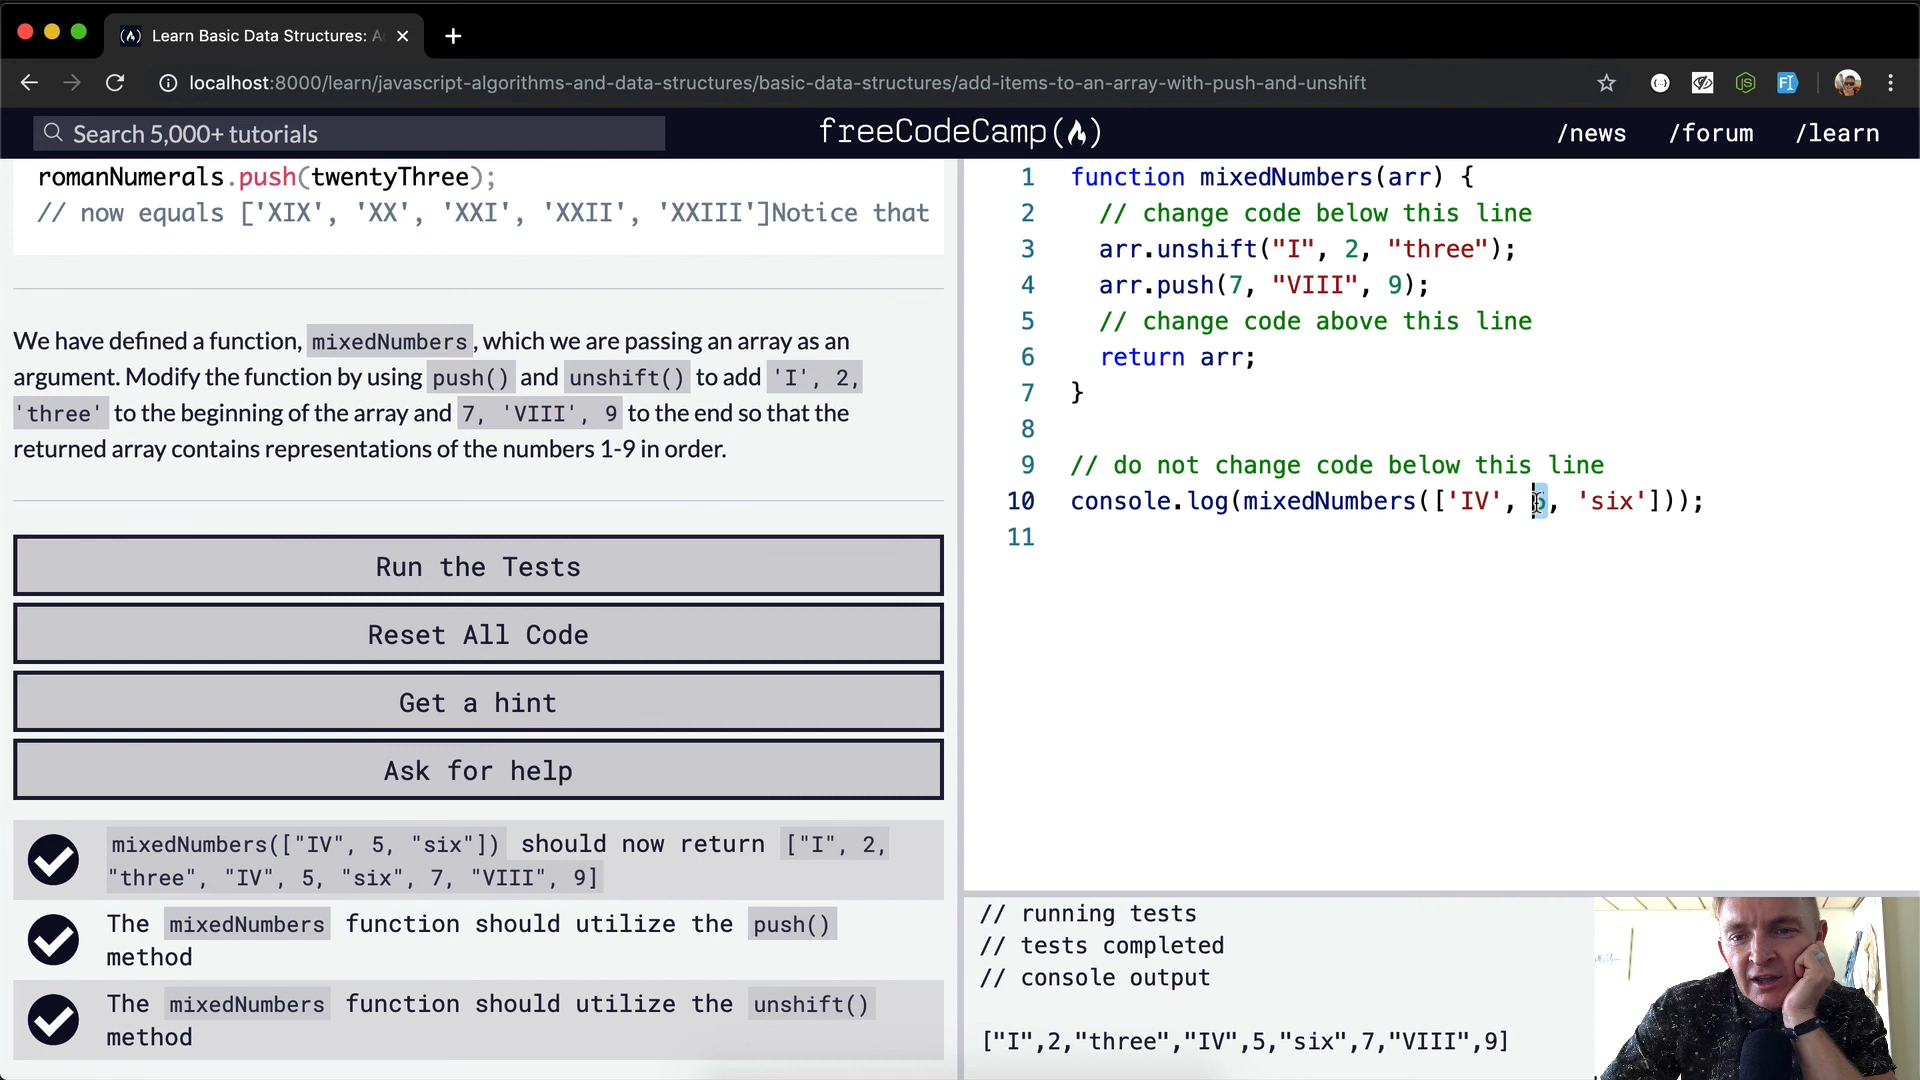 Learn Basic Data Structures: A
localhost:8000/learn/javascript-algorithms-and-data-structures/basic-data-structures/add-items-to-an-array-with-push-and-unshift
Search 5,000+ tutorials
freeCodeCamp
/news /forum /learn
romanNumerals.push(twentyThree);
// now equals ['XIX', 'XX', 'XXI', 'XXII', 'XXIII']Notice that
We have defined a function, mixedNumbers, which we are passing an array as an
argument. Modify the function by using push() and unshift() to add 'I', 2,
'three' to the beginning of the array and 7, 'VIII', 9 to the end so that the
returned array contains representations of the numbers 1-9 in order.
Run the Tests
Reset All Code
Get a hint
Ask for help
mixedNumbers(["IV", 5, "six"]) should now return ["I", 2,
"three", "IV", 5, "six", 7, "VIII", 9]
The mixedNumbers function should utilize the push()
method
The mixedNumbers function should utilize the unshift()
method
1 function mixedNumbers(arr) {
2 // change code below this line
3 arr.unshift("I", 2, "three");
4 arr.push(7, "VIII", 9);
5 // change code above this line
6 return arr;
7 }
8
9 // do not change code below this line
10 console.log(mixedNumbers(['IV', 5, 'six']));
11
// running tests
// tests completed
// console output
["I",2,"three","IV",5,"six",7,"VIII",9]